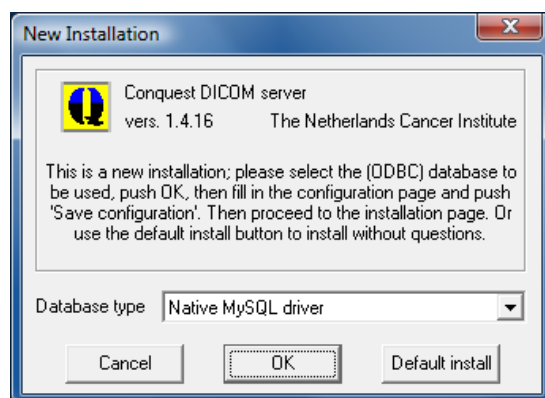 New Installation
Conquest DICOM server
vers. 1.4.16 The Netherlands Cancer Institute
This is a new installation; please select the (ODBC) database to
be used, push OK, then fill in the configuration page and push
'Save configuration'. Then proceed to the installation page. Or
use the default install button to install without questions.
Database type Native MySQL driver
Cancel OK Default install